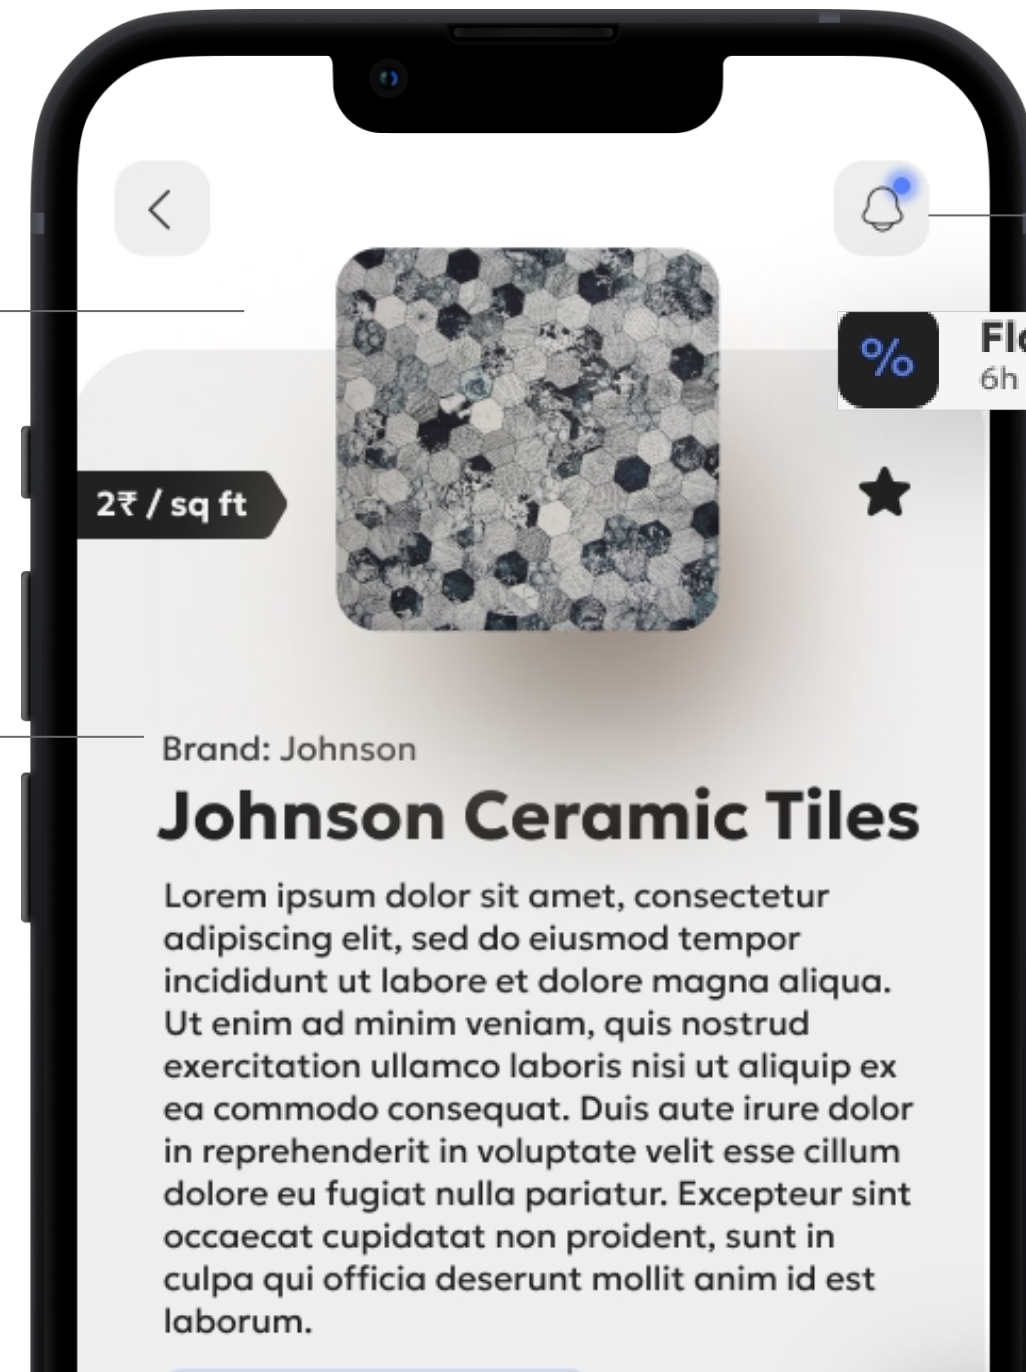 %
6h
2₹ / sq ft
Brand: Johnson
Johnson Ceramic Tiles
Lorem ipsum dolor sit amet, consectetur
adipiscing elit, sed do eiusmod tempor
incididunt ut labore et dolore magna aliqua.
Ut enim ad minim veniam, quis nostrud
exercitation ullamco laboris nisi ut aliquip ex
ea commodo consequat. Duis aute irure dolor
in reprehenderit in voluptate velit esse cillum
dolore eu fugiat nulla pariatur. Excepteur sint
occaecat cupidatat non proident, sunt in
culpa qui officia deserunt mollit anim id est
laborum.